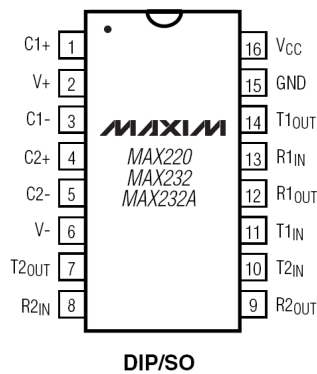 C1+ 1 16 VCC
V+ 2 15 GND
C1- 3 14 T1OUT
MAXIM
C2+ 4 MAX220 13 R1IN
MAX232
C2- 5 MAX232A 12 R1OUT
V- 6 11 T1IN
T2OUT 7 10 T2IN
R2IN 8 9 R2OUT
DIP/SO